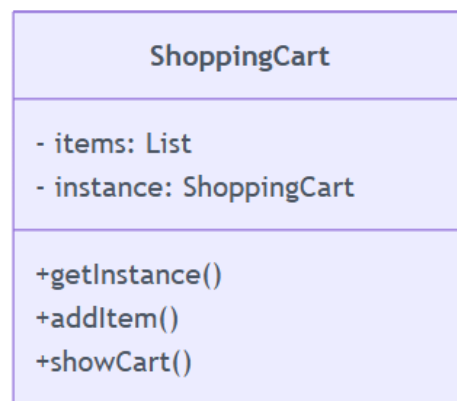 ShoppingCart
- items: List
- instance: ShoppingCart
+getInstance()
+addItem()
+showCart()